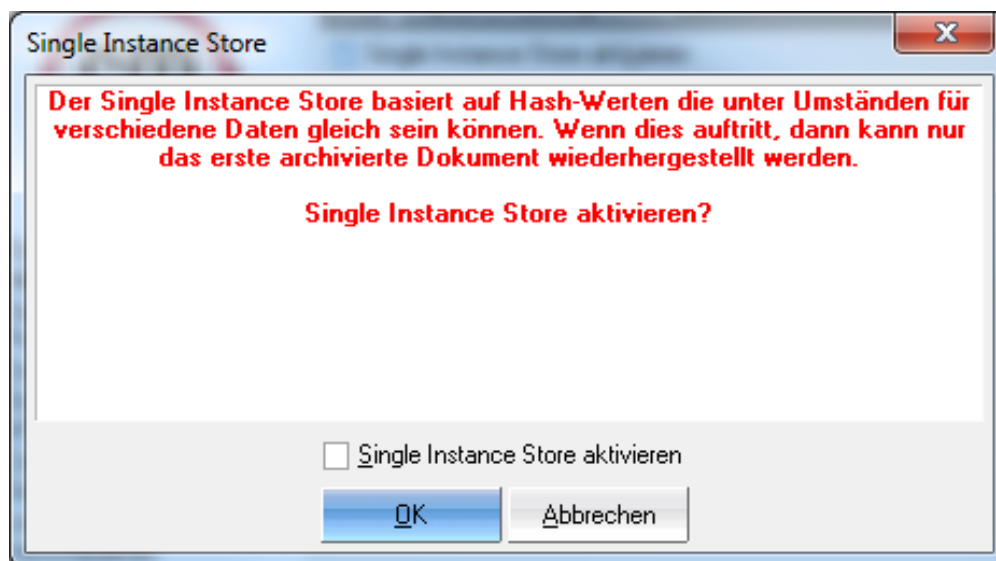 Single Instance Store
Der Single Instance Store basiert auf Hash-Werten die unter Umständen für
verschiedene Daten gleich sein können. Wenn dies auftritt, dann kann nur
das erste archivierte Dokument wiederhergestellt werden.
Single Instance Store aktivieren?
Single Instance Store aktivieren
OK
Abbrechen